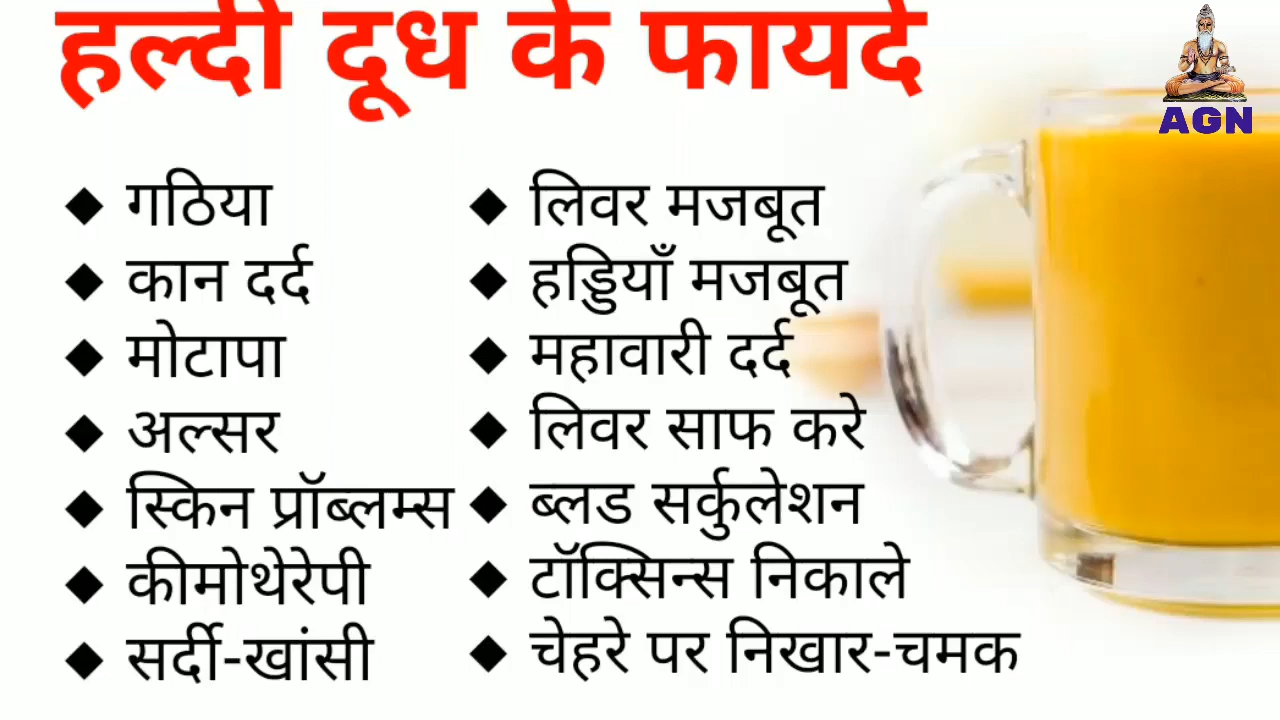 हल्दी दूध के फायदे
AGN
◆ गठिया
◆ कान दर्द
◆ मोटापा
◆ अल्सर
◆ स्किन प्रॉब्लम्स
◆ कीमोथेरेपी
◆ सर्दी-खांसी
◆ लिवर मजबूत
◆ हड्डियाँ मजबूत
◆ महावारी दर्द
◆ लिवर साफ करे
◆ ब्लड सर्कुलेशन
◆ टॉक्सिन्स निकाले
◆ चेहरे पर निखार-चमक